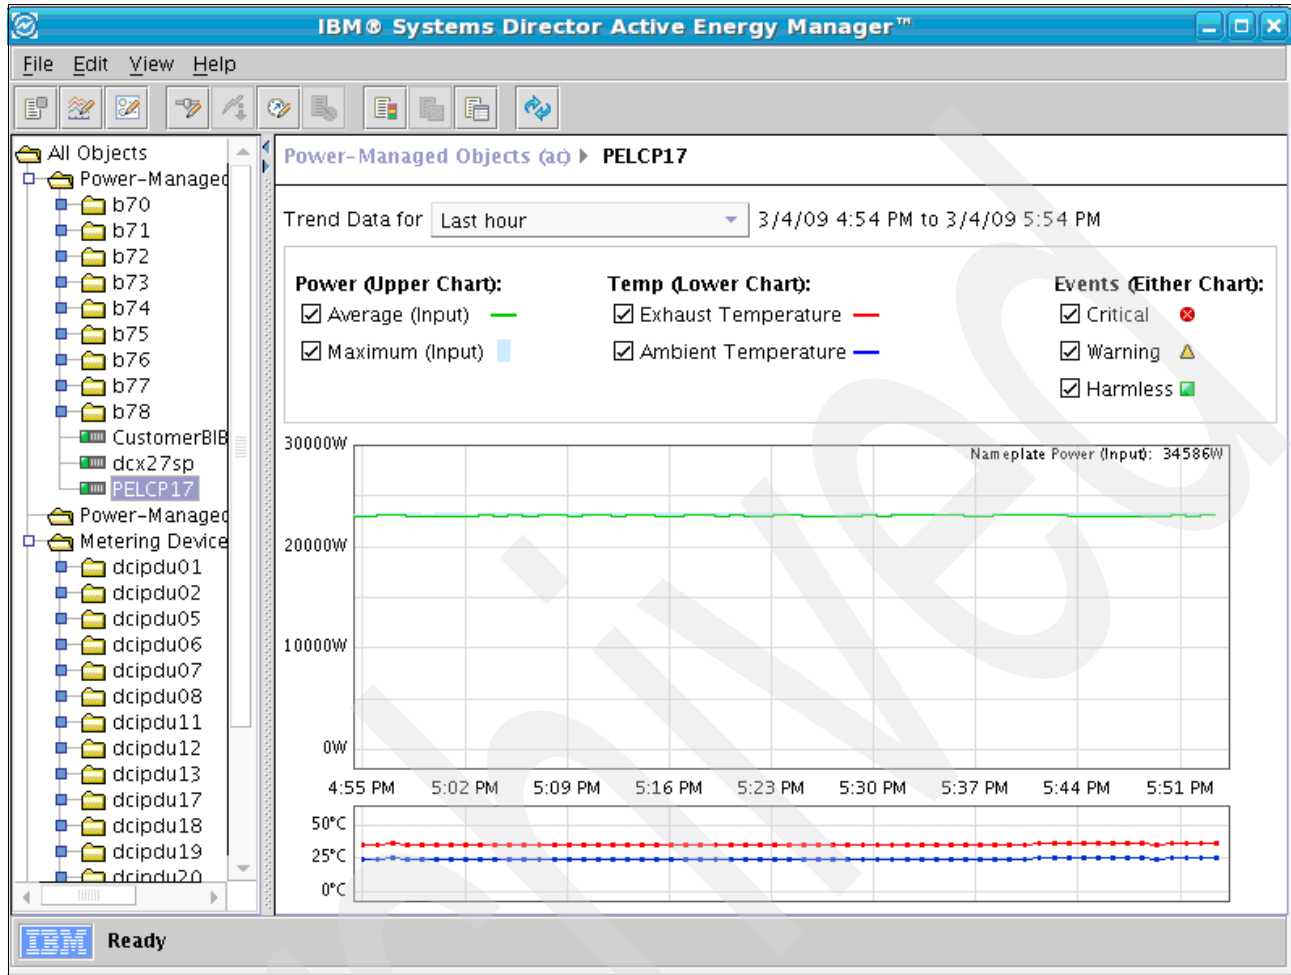 IBM® Systems Director Active Energy Manager™
File Edit View Help
All Objects
Power-Managed
b70
b71
b72
b73
b74
b75
b76
b77
b78
CustomerBIB
dcx27sp
PELCP17
Power-Managed
Metering Device
dcipdu01
dcipdu02
dcipdu05
dcipdu06
dcipdu07
dcipdu08
dcipdu11
dcipdu12
dcipdu13
dcipdu17
dcipdu18
dcipdu19
dcipdu20
Power-Managed Objects (ac) PELCP17
Trend Data for Last hour 3/4/09 4:54 PM to 3/4/09 5:54 PM
Power (Upper Chart): Temp (Lower Chart): Events (Either Chart):
Average (Input) Exhaust Temperature Critical
Maximum (Input) Ambient Temperature Warning
Harmless
30000W
Nameplate Power (Input): 34586W
20000W
10000W
0W
4:55 PM 5:02 PM 5:09 PM 5:16 PM 5:23 PM 5:30 PM 5:37 PM 5:44 PM 5:51 PM
50°C
25°C
0°C
IBM Ready